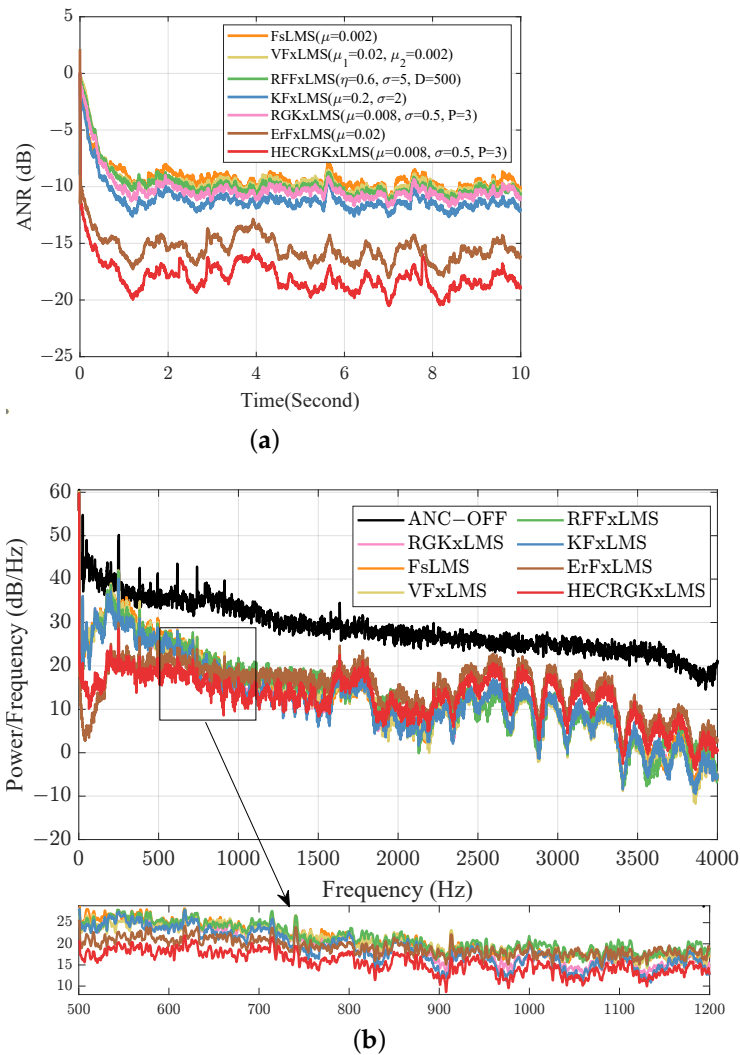 5
0
−5
−10
−15
−20
−25
ANR (dB)
FsLMS(μ=0.002)
VFxLMS(μ1=0.02, μ2=0.002)
RFFxLMS(η=0.6, σ=5, D=500)
KFxLMS(μ=0.2, σ=2)
RGKxLMS(μ=0.008, σ=0.5, P=3)
ErFxLMS(μ=0.02)
HECRGKxLMS(μ=0.008, σ=0.5, P=3)
0 2 4 6 8 10
Time(Second)
(a)
60
50
40
30
20
10
0
−10
−20
Power/Frequency (dB/Hz)
ANC−OFF RFFxLMS
RGKxLMS KFxLMS
FsLMS ErFxLMS
VFxLMS HECRGKxLMS
0 500 1000 1500 2000 2500 3000 3500 4000
Frequency (Hz)
25
20
15
10
500 600 700 800 900 1000 1100 1200
(b)